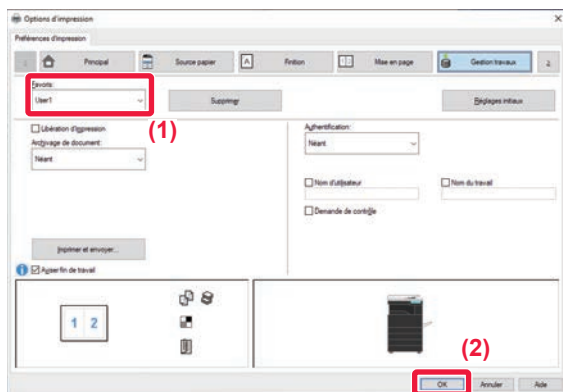 Options d'impression
Préférences d'impression
Principal
Source papier
A
Finition
Mise en page
Gestion travaux
Favoris:
User1
Supprimer
Réglages initiaux
(1)
Libération d'impression
Archivage de document:
Néant
Authentification:
Néant
Nom d'utilisateur
Nom du travail
Demande de contrôle
Imprimer et envoyer...
Aviser fin de travail
1 2
(2)
OK
Annuler
Aide